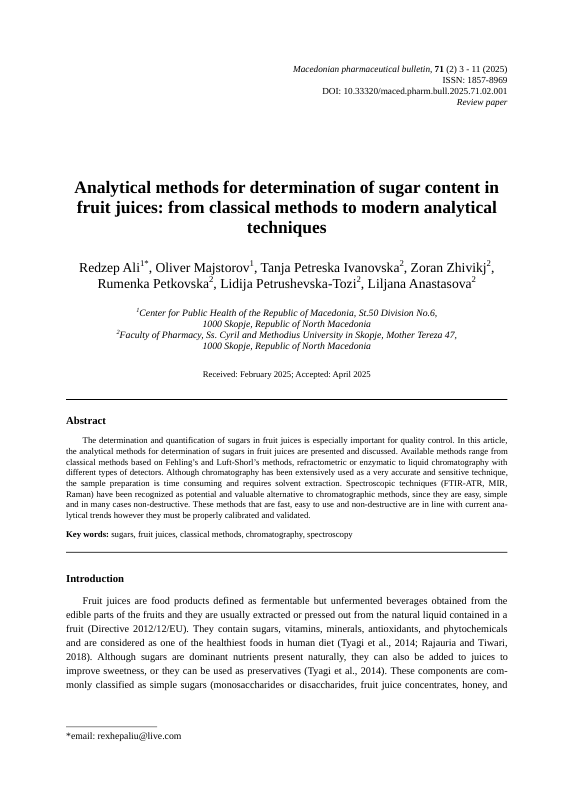 Macedonian pharmaceutical bulletin, 71 (2) 3 - 11 (2025)
ISSN: 1857-8969
DOI: 10.33320/maced.pharm.bull.2025.71.02.001
Review paper
Analytical methods for determination of sugar content in
fruit juices: from classical methods to modern analytical
techniques
Redzep Ali1*, Oliver Majstorov1, Tanja Petreska Ivanovska2, Zoran Zhivikj2,
Rumenka Petkovska2, Lidija Petrushevska-Tozi2, Liljana Anastasova2
1Center for Public Health of the Republic of Macedonia, St.50 Division No.6,
1000 Skopje, Republic of North Macedonia
2Faculty of Pharmacy, Ss. Cyril and Methodius University in Skopje, Mother Tereza 47,
1000 Skopje, Republic of North Macedonia
Received: February 2025; Accepted: April 2025
Abstract
The determination and quantification of sugars in fruit juices is especially important for quality control. In this article,
the analytical methods for determination of sugars in fruit juices are presented and discussed. Available methods range from
classical methods based on Fehling's and Luft-Shorl's methods, refractometric or enzymatic to liquid chromatography with
different types of detectors. Although chromatography has been extensively used as a very accurate and sensitive technique,
the sample preparation is time consuming and requires solvent extraction. Spectroscopic techniques (FTIR-ATR, MIR,
Raman) have been recognized as potential and valuable alternative to chromatographic methods, since they are easy, simple
and in many cases non-destructive. These methods that are fast, easy to use and non-destructive are in line with current ana-
lytical trends however they must be properly calibrated and validated.
Key words: sugars, fruit juices, classical methods, chromatography, spectroscopy
Introduction
Fruit juices are food products defined as fermentable but unfermented beverages obtained from the
edible parts of the fruits and they are usually extracted or pressed out from the natural liquid contained in a
fruit (Directive 2012/12/EU). They contain sugars, vitamins, minerals, antioxidants, and phytochemicals
and are considered as one of the healthiest foods in human diet (Tyagi et al., 2014; Rajauria and Tiwari,
2018). Although sugars are dominant nutrients present naturally, they can also be added to juices to
improve sweetness, or they can be used as preservatives (Tyagi et al., 2014). These components are com-
monly classified as simple sugars (monosaccharides or disaccharides, fruit juice concentrates, honey, and
*email: rexhepaliu@live.com